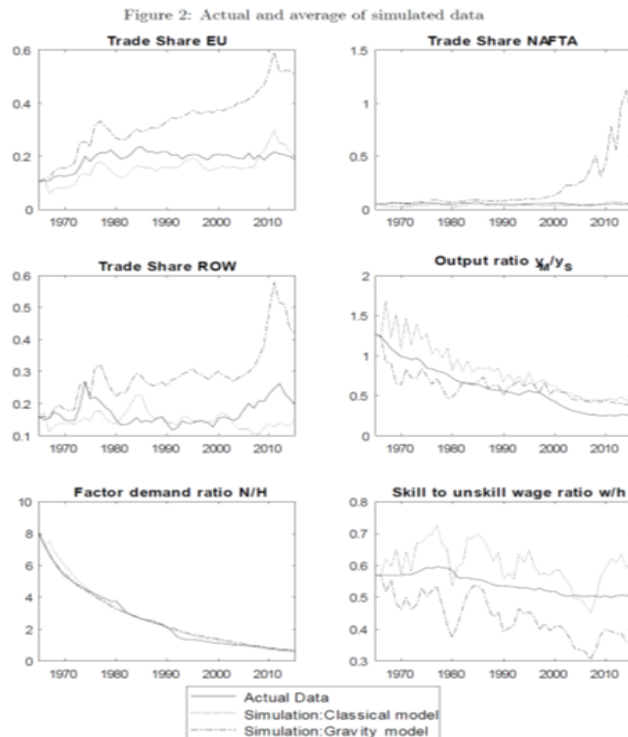 Figure 2: Actual and average of simulated data
Trade Share EU
0.6
0.4
0.2
0
1970 1980 1990 2000 2010
Trade Share NAFTA
1.5
1
0.5
0
1970 1980 1990 2000 2010
Trade Share ROW
0.6
0.5
0.4
0.3
0.2
0.1
1970 1980 1990 2000 2010
Output ratio yM/yS
2
1.5
1
0.5
0
1970 1980 1990 2000 2010
Factor demand ratio N/H
10
8
6
4
2
0
1970 1980 1990 2000 2010
Skill to unskill wage ratio w/h
0.8
0.7
0.6
0.5
0.4
0.3
1970 1980 1990 2000 2010
Actual Data
Simulation:Classical model
Simulation:Gravity model